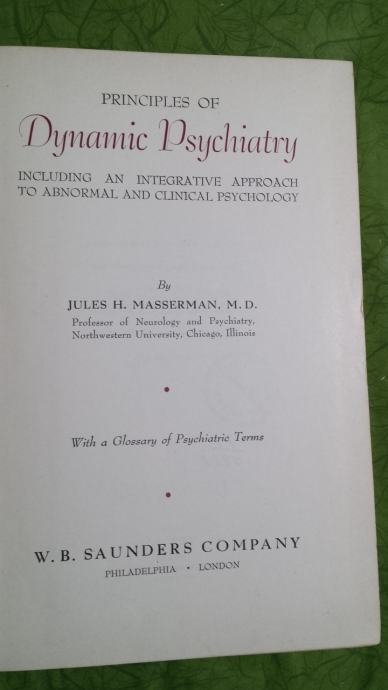 PRINCIPLES OF
Dynamic Psychiatry
INCLUDING AN INTEGRATIVE APPROACH
TO ABNORMAL AND CLINICAL PSYCHOLOGY
By
JULES H. MASSERMAN, M.D.
Professor of Neurology and Psychiatry,
Northwestern University, Chicago, Illinois
With a Glossary of Psychiatric Terms
W. B. SAUNDERS COMPANY
PHILADELPHIA • LONDON